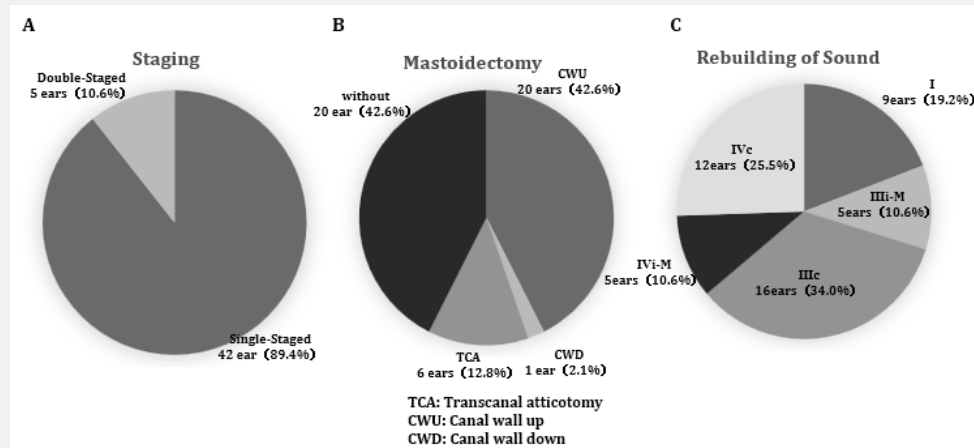 A
Staging
Double-Staged
5 ears (10.6%)
Single-Staged
42 ear (89.4%)
B
Mastoidectomy
without
20 ear (42.6%)
CWU
20 ears (42.6%)
TCA
6 ears (12.8%)
CWD
1 ear (2.1%)
TCA: Transcanal atticotomy
CWU: Canal wall up
CWD: Canal wall down
C
Rebuilding of Sound
I
9ears (19.2%)
IVc
12ears (25.5%)
IIIi-M
5ears (10.6%)
IVi-M
5ears (10.6%)
IIIc
16ears (34.0%)